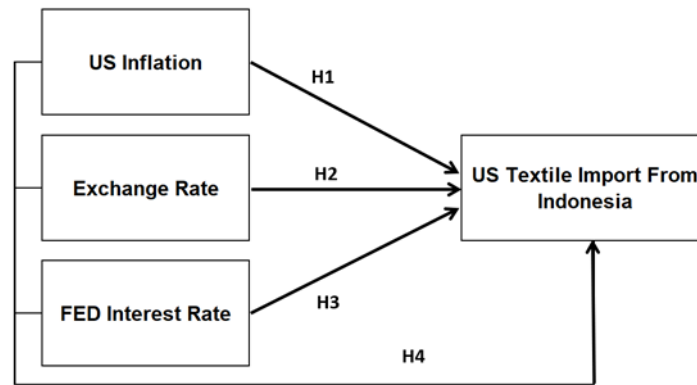 US Inflation
H1
Exchange Rate
H2
US Textile Import From
Indonesia
FED Interest Rate
H3
H4